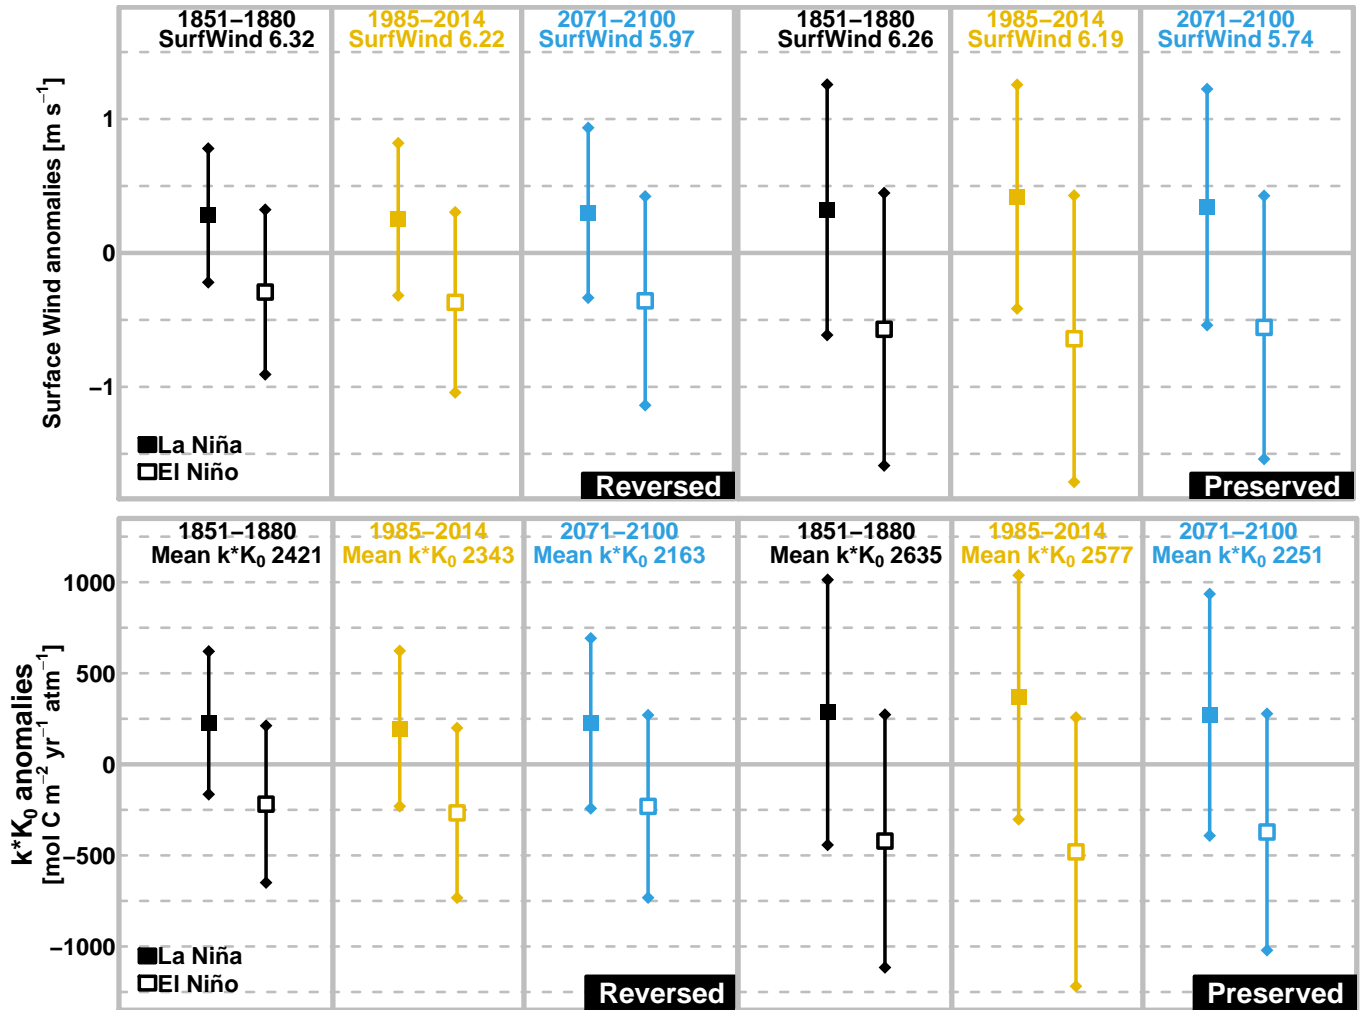 1851−1880
SurfWind 6.32
1985−2014
SurfWind 6.22
2071−2100
SurfWind 5.97
1851−1880
SurfWind 6.26
1985−2014
SurfWind 6.19
2071−2100
SurfWind 5.74
Surface Wind anomalies [m s⁻¹]
1
0
−1
La Niña
El Niño
Reversed
Preserved
1851−1880
Mean k*K₀ 2421
1985−2014
Mean k*K₀ 2343
2071−2100
Mean k*K₀ 2163
1851−1880
Mean k*K₀ 2635
1985−2014
Mean k*K₀ 2577
2071−2100
Mean k*K₀ 2251
k*K₀ anomalies
[mol C m⁻² yr⁻¹ atm⁻¹]
1000
500
0
−500
−1000
La Niña
El Niño
Reversed
Preserved